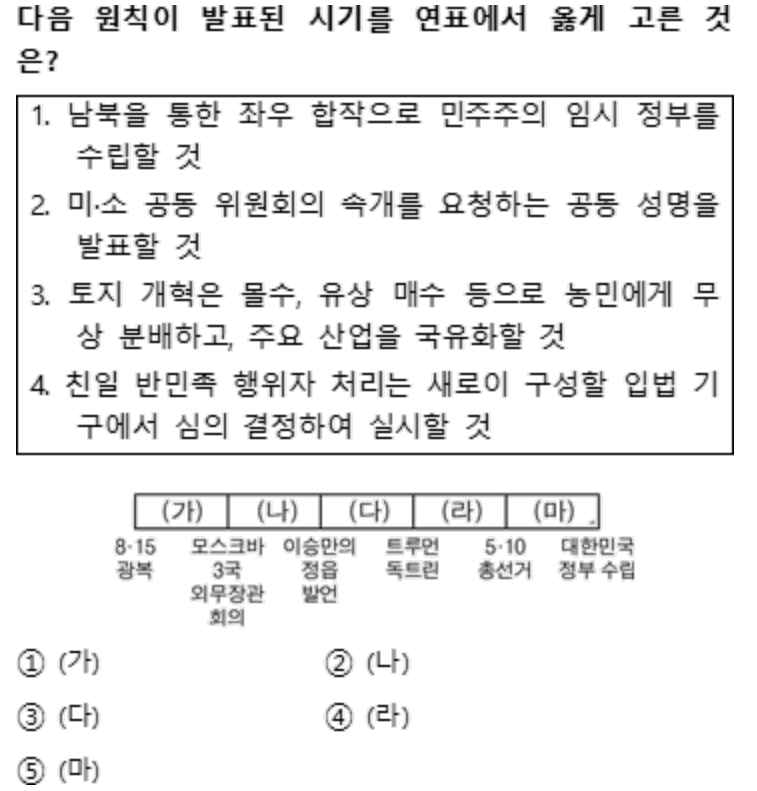 다음 원칙이 발표된 시기를 연표에서 옳게 고른 것
은?
1. 남북을 통한 좌우 합작으로 민주주의 임시 정부를
수립할 것
2. 미·소 공동 위원회의 속개를 요청하는 공동 성명을
발표할 것
3. 토지 개혁은 몰수, 유상 매수 등으로 농민에게 무
상 분배하고, 주요 산업을 국유화할 것
4. 친일 반민족 행위자 처리는 새로이 구성할 입법 기
구에서 심의 결정하여 실시할 것
(가) (나) (다) (라) (마)
8·15 모스크바 이승만의 트루먼 5·10 대한민국
광복 3국 정읍 독트린 총선거 정부 수립
외무장관 발언
회의
① (가) ② (나)
③ (다) ④ (라)
⑤ (마)